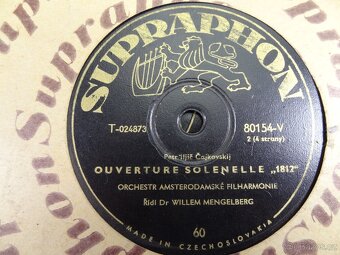 SUPRAPHON
T-024873
80154-V
2 (4 strony)
Petr Iljič Čajkovskij
OUVERTURE SOLENELLE „1812"
ORCHESTR AMSTERODAMSKÉ FILHARMONIE
Řídí Dr WILLEM MENGELBERG
60
MADE IN CZECHOSLOVAKIA